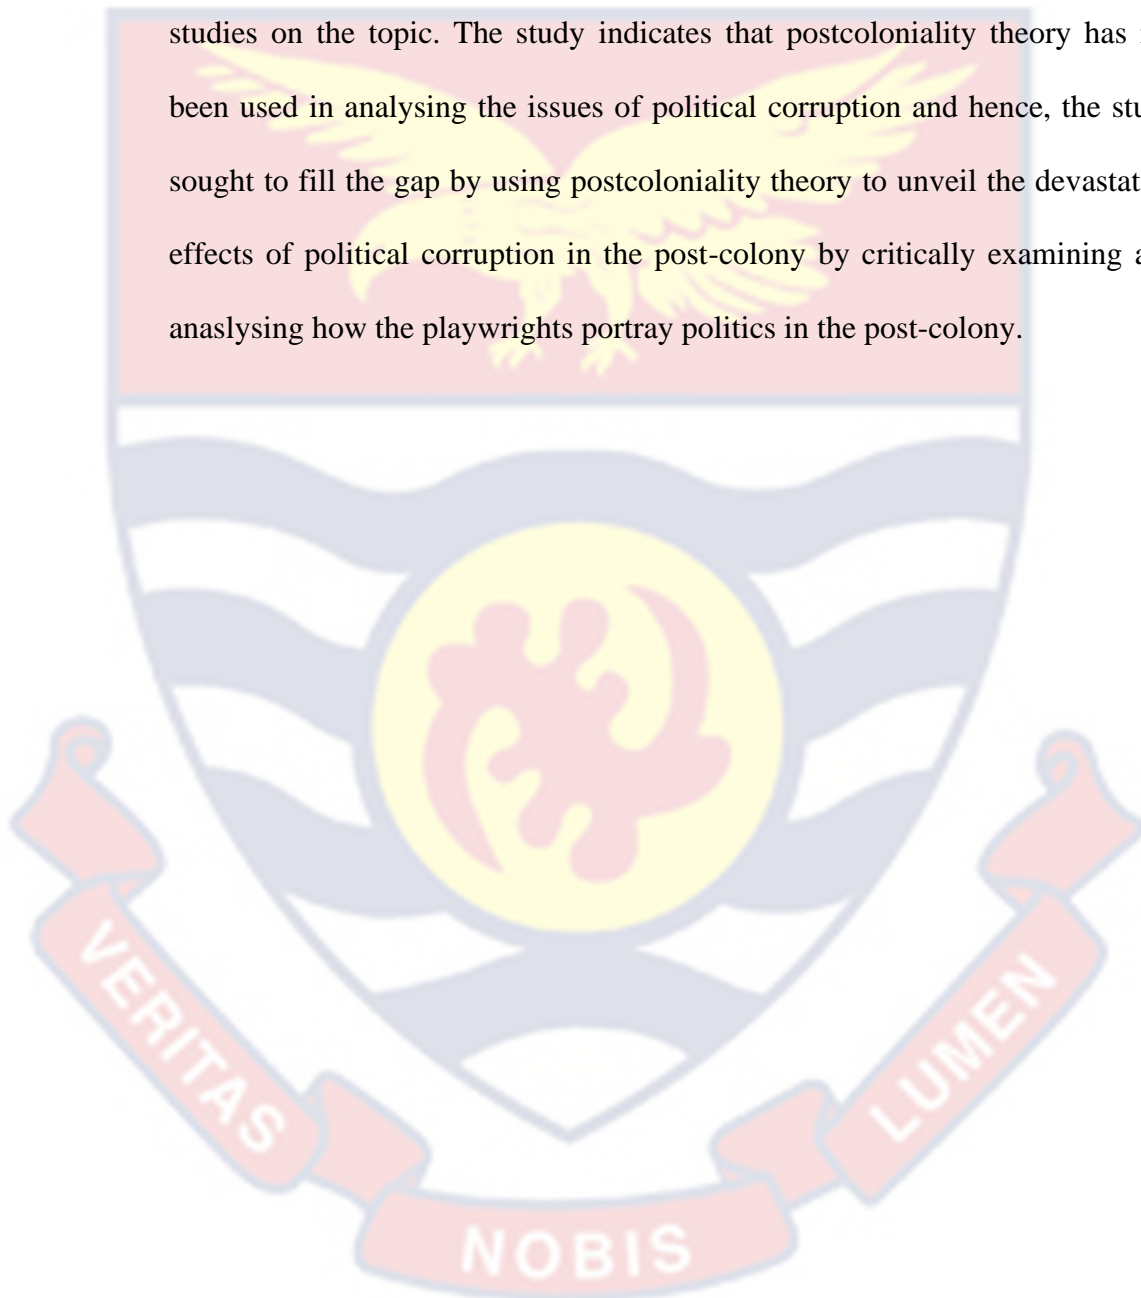 studies on the topic. The study indicates that postcoloniality theory has
been used in analysing the issues of political corruption and hence, the
sought to fill the gap by using postcoloniality theory to unveil the
effects of political corruption in the post-colony by critically examining
anaslysing how the playwrights portray politics in the post-colony.
VERITAS
NOBIS
LUMEN